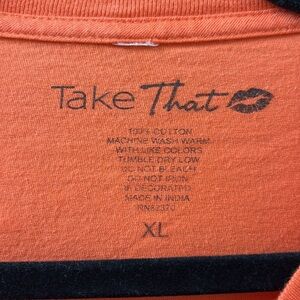 Take That
100% COTTON
MACHINE WASH WARM
WITH LIKE COLORS
TUMBLE DRY LOW
DO NOT BLEACH
DO NOT IRON
IF DECORATED
MADE IN INDIA
XL